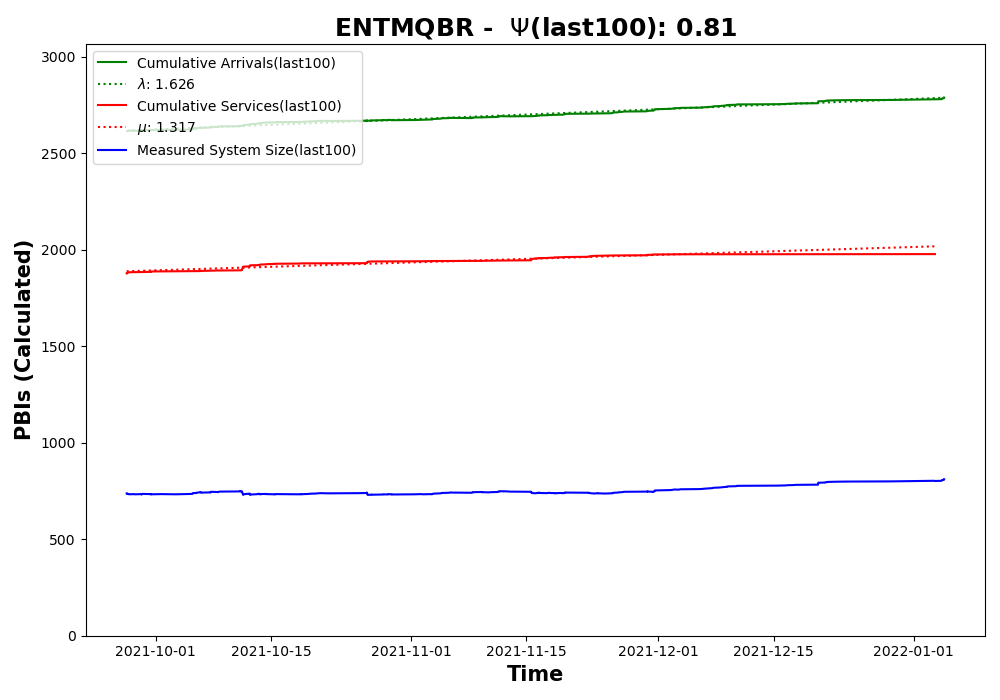 ENTMQBR -  Ψ(last100): 0.81
Cumulative Arrivals(last100)
λ: 1.626
Cumulative Services(last100)
μ: 1.317
Measured System Size(last100)
PBIs (Calculated)
3000
2500
2000
1500
1000
500
0
2021-10-01
2021-10-15
2021-11-01
2021-11-15
2021-12-01
2021-12-15
2022-01-01
Time